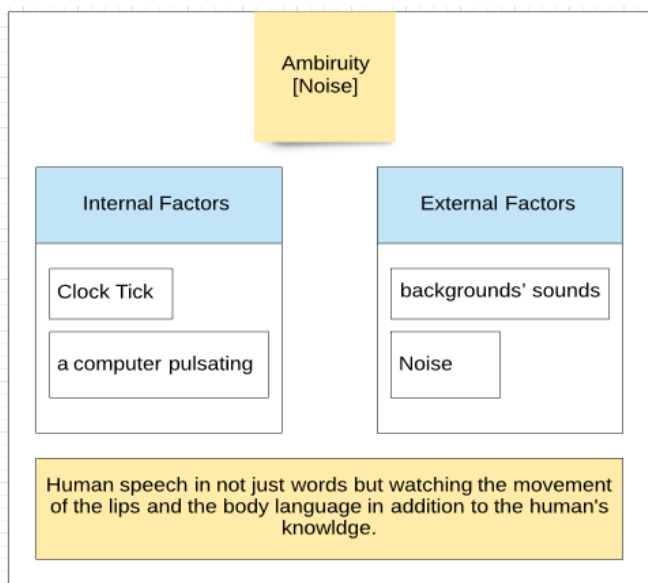 Ambiruity
[Noise]
Internal Factors
Clock Tick
a computer pulsating
External Factors
backgrounds' sounds
Noise
Human speech in not just words but watching the movement
of the lips and the body language in addition to the human's
knowldge.